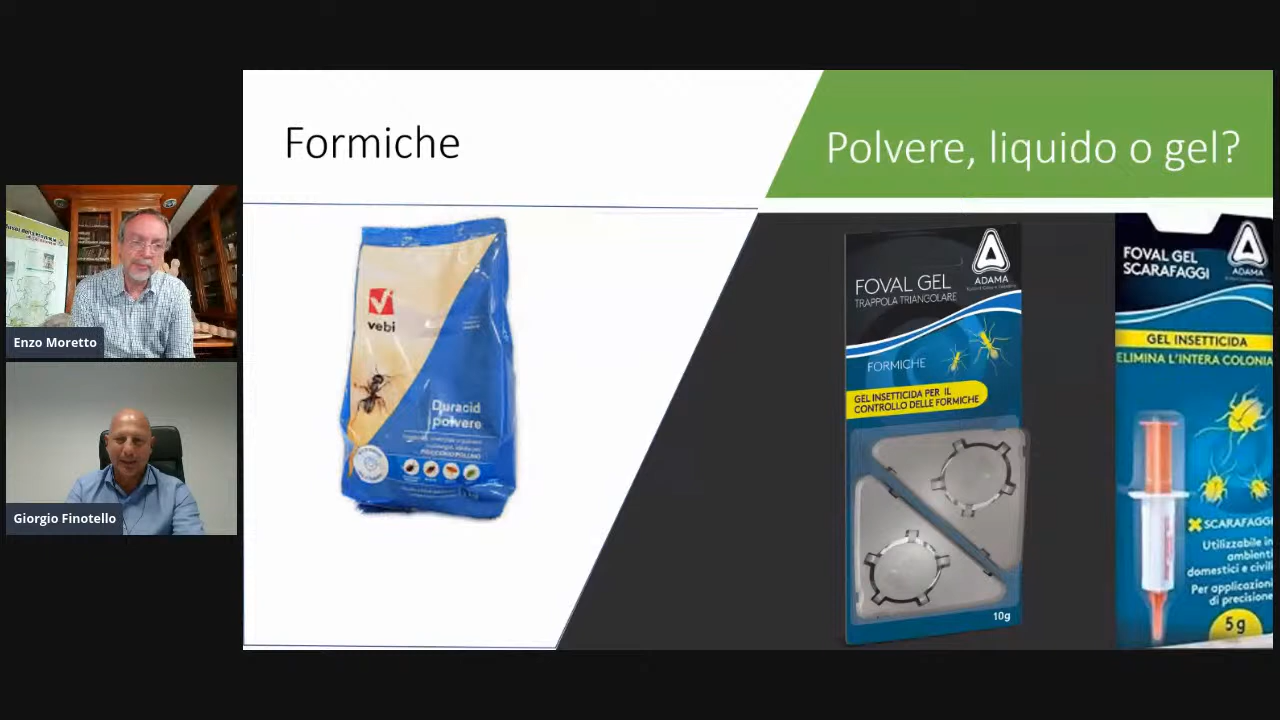 Formiche
Polvere, liquido o gel?
Enzo Moretto
Giorgio Finotello
vebi
Duracid
polvere
FOVAL GEL
TRAPPOLA TRIANGOLARE
ADAMA
FORMICHE
GEL INSETTICIDA PER IL
CONTROLLO DELLE FORMICHE
10g
FOVAL GEL
SCARAFAGGI
ADAMA
GEL INSETTICIDA
ELIMINA L'INTERA COLONIA
SCARAFAGGI
Utilizzabile in
ambienti
domestici e civili
Per applicazioni
di precisione
5 g